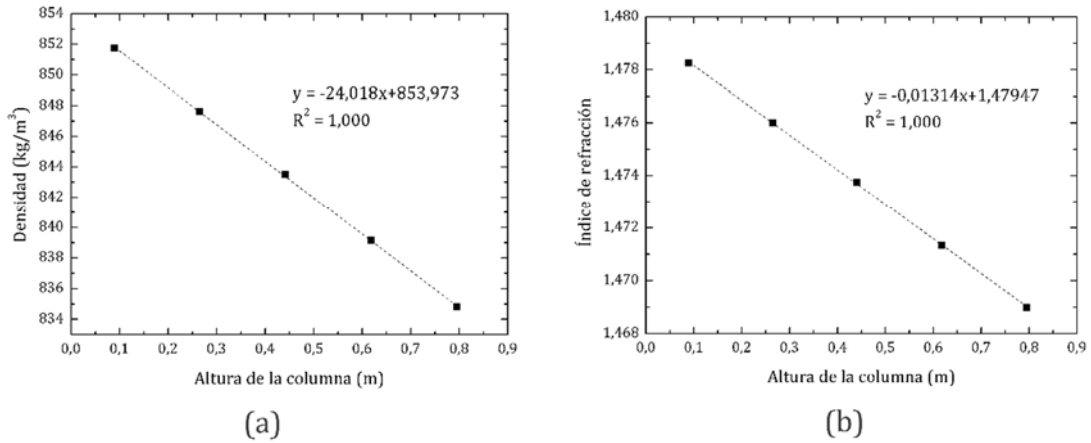 852
850
848
846
844
842
840
838
836
834
Densidad (kg/m³)
y = -24,018x+853,973
R² = 1,000
0,0 0,1 0,2 0,3 0,4 0,5 0,6 0,7 0,8 0,9
Altura de la columna (m)
(a)
1,480
1,478
1,476
1,474
1,472
1,470
1,468
Índice de refracción
y = -0,01314x+1,47947
R² = 1,000
0,0 0,1 0,2 0,3 0,4 0,5 0,6 0,7 0,8 0,9
Altura de la columna (m)
(b)